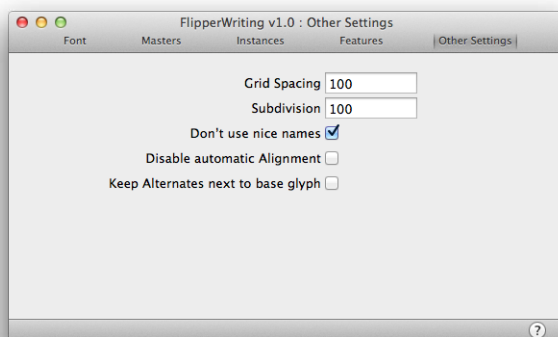 FlipperWriting v1.0 : Other Settings
Font Masters Instances Features Other Settings
Grid Spacing 100
Subdivision 100
Don't use nice names
Disable automatic Alignment
Keep Alternates next to base glyph
?